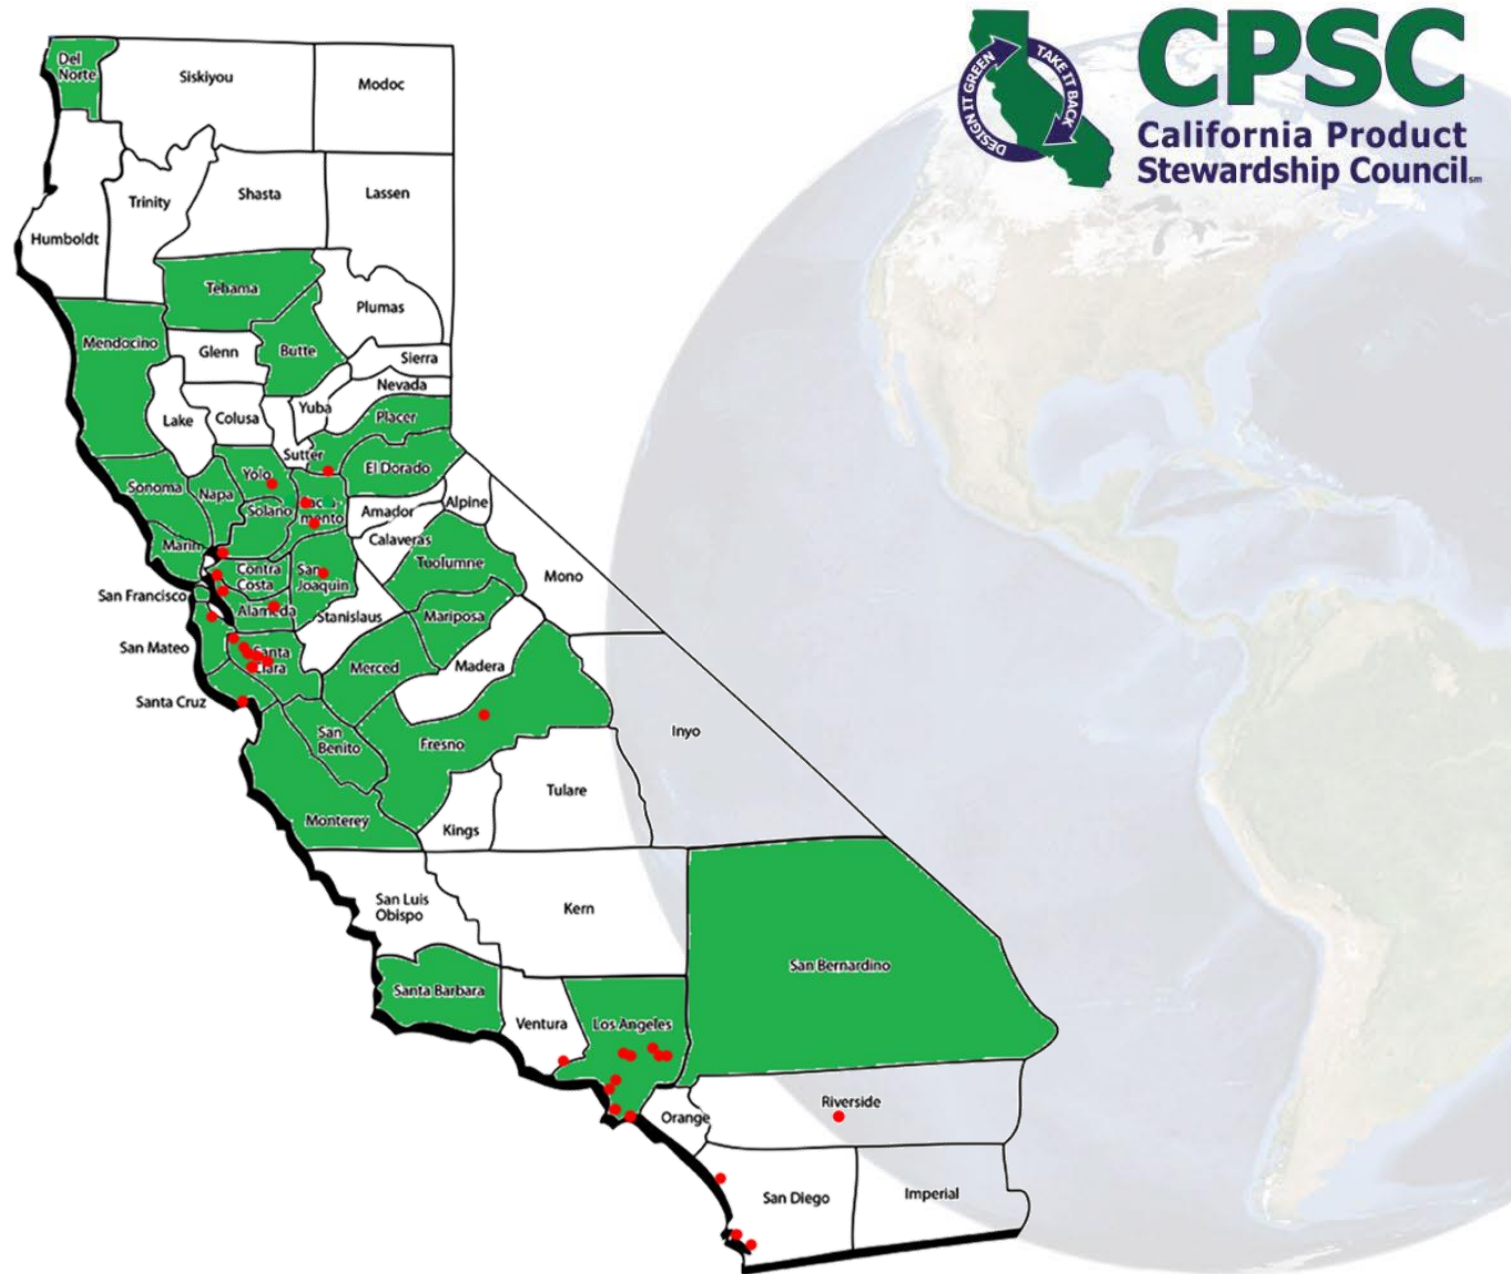 CPSC
California Product
Stewardship Council℠
DESIGN IT GREEN
TAKE IT BACK
Del
Norte
Siskiyou
Modoc
Humboldt
Trinity
Shasta
Lassen
Tehama
Plumas
Mendocino
Glenn
Butte
Sierra
Nevada
Lake
Colusa
Yuba
Placer
Sutter
El Dorado
Sonoma
Napa
Yolo
Solano
mento
Amador
Alpine
Calaveras
Marin
Contra
Costa
San
Joaquin
Tuolumne
Mono
San Francisco
Alameda
Stanislaus
Mariposa
San Mateo
Santa
Clara
Merced
Madera
Santa Cruz
San
Benito
Fresno
Inyo
Tulare
Monterey
Kings
San Luis
Obispo
Kern
San Bernardino
Santa Barbara
Ventura
Los Angeles
Orange
Riverside
San Diego
Imperial